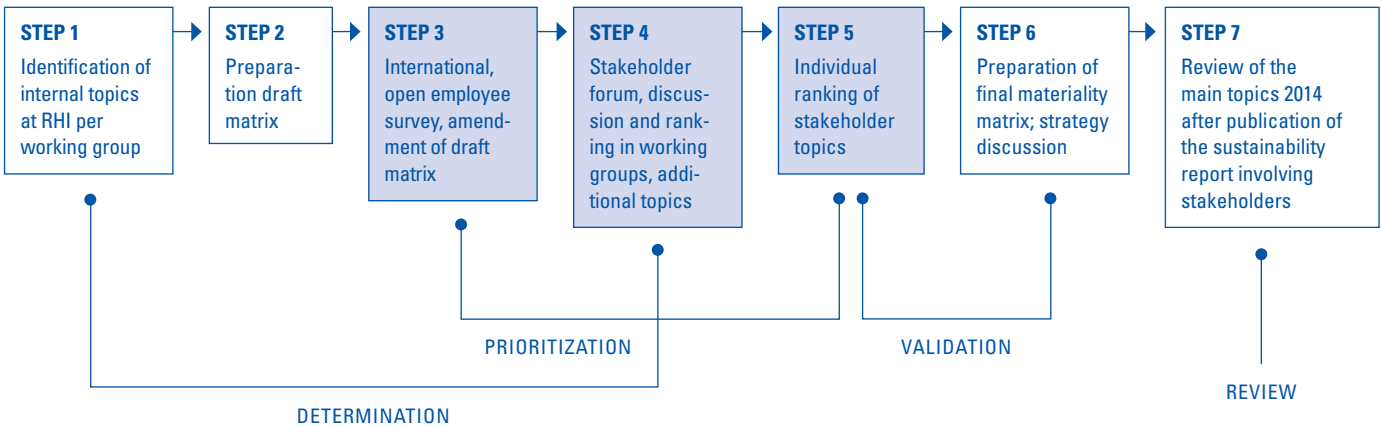 STEP 1
Identification of
internal topics
at RHI per
working group
STEP 2
Prepara-
tion draft
matrix
STEP 3
International,
open employee
survey, amend-
ment of draft
matrix
STEP 4
Stakeholder
forum, discus-
sion and rank-
ing in working
groups, addi-
tional topics
STEP 5
Individual
ranking of
stakeholder
topics
STEP 6
Preparation of
final materiality
matrix; strategy
discussion
STEP 7
Review of the
main topics 2014
after publication of
the sustainability
report involving
stakeholders
PRIORITIZATION
VALIDATION
REVIEW
DETERMINATION